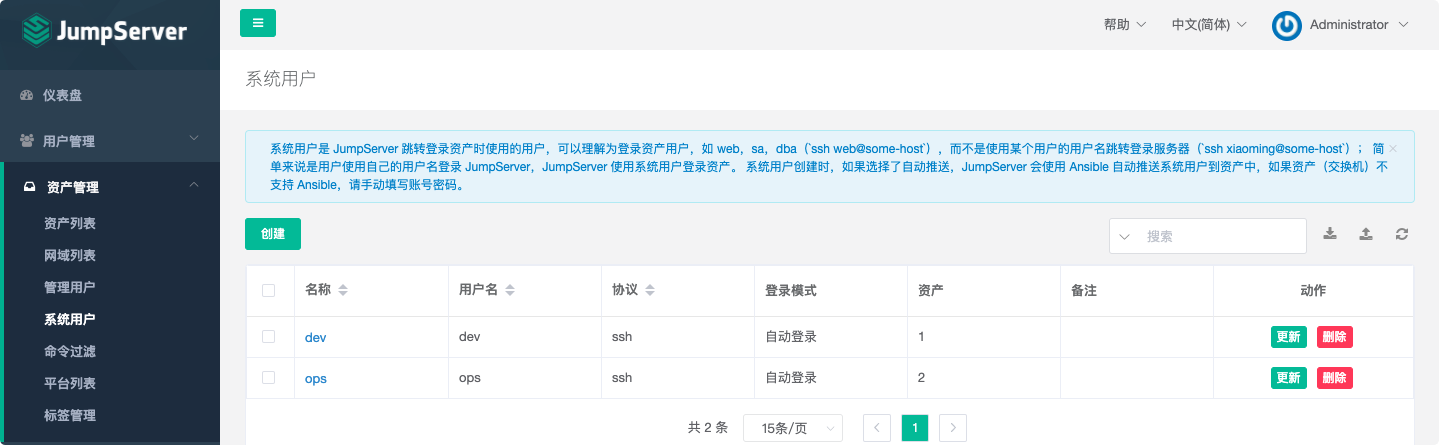 JumpServer
帮助
中文(简体)
Administrator
仪表盘
用户管理
资产管理
资产列表
网域列表
管理用户
系统用户
命令过滤
平台列表
标签管理
系统用户
系统用户是 JumpServer 跳转登录资产时使用的用户，可以理解为登录资产用户，如 web，sa，dba（`ssh web@some-host`），而不是使用某个用户的用户名跳转登录服务器（`ssh xiaoming@some-host`）； 简
单来说是用户使用自己的用户名登录 JumpServer，JumpServer 使用系统用户登录资产。 系统用户创建时，如果选择了自动推送，JumpServer 会使用 Ansible 自动推送系统用户到资产中，如果资产（交换机）不
支持 Ansible，请手动填写账号密码。
创建
搜索
名称 用户名 协议 登录模式 资产 备注 动作
dev dev ssh 自动登录 1 更新 删除
ops ops ssh 自动登录 2 更新 删除
共 2 条 15条/页 1